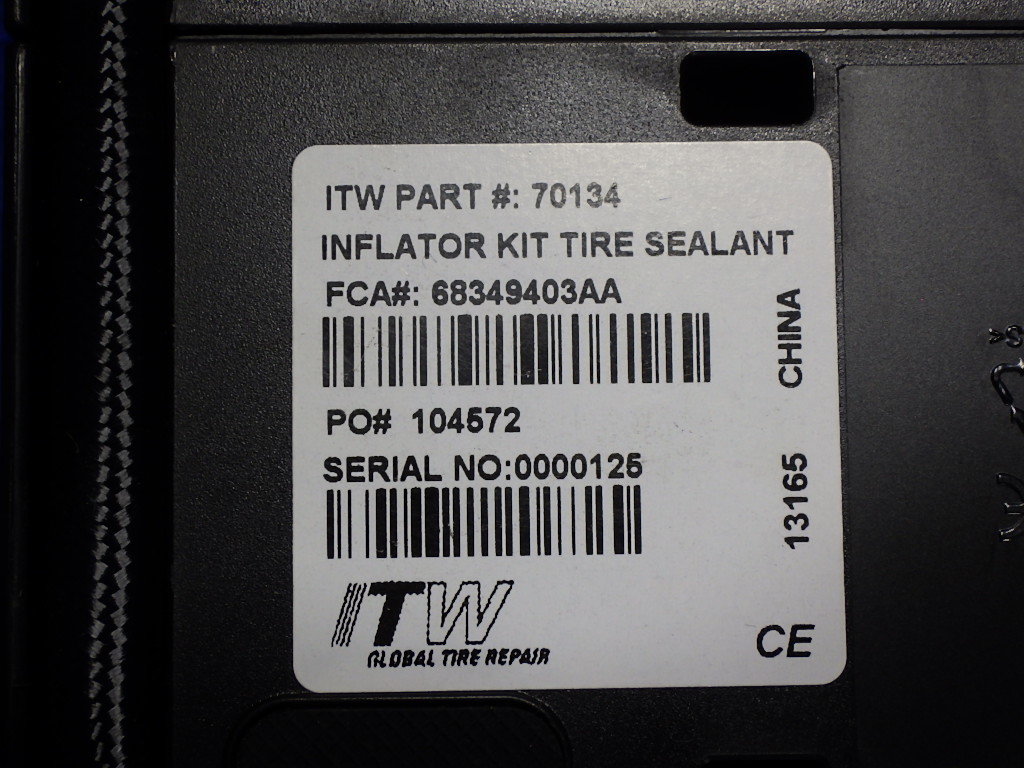 ITW PART #: 70134
INFLATOR KIT TIRE SEALANT
FCA#: 68349403AA
CHINA
PO# 104572
SERIAL NO:0000125
13165
ITW
GLOBAL TIRE REPAIR
CE